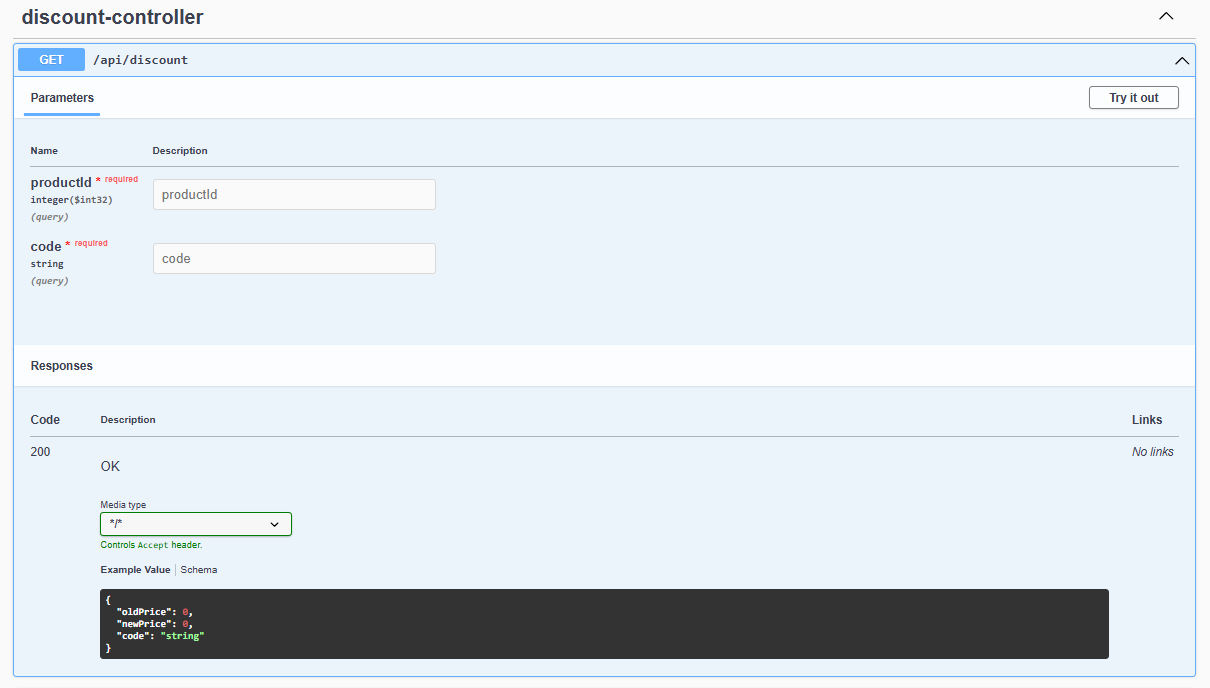 discount-controller
GET /api/discount
Parameters Try it out
Name Description
productId * required
integer($int32)
(query)
productId
code * required
string
(query)
code
Responses
Code Description Links
200 No links
OK
Media type
*/*
Controls Accept header.
Example Value Schema
{
"oldPrice": 0,
"newPrice": 0,
"code": "string"
}